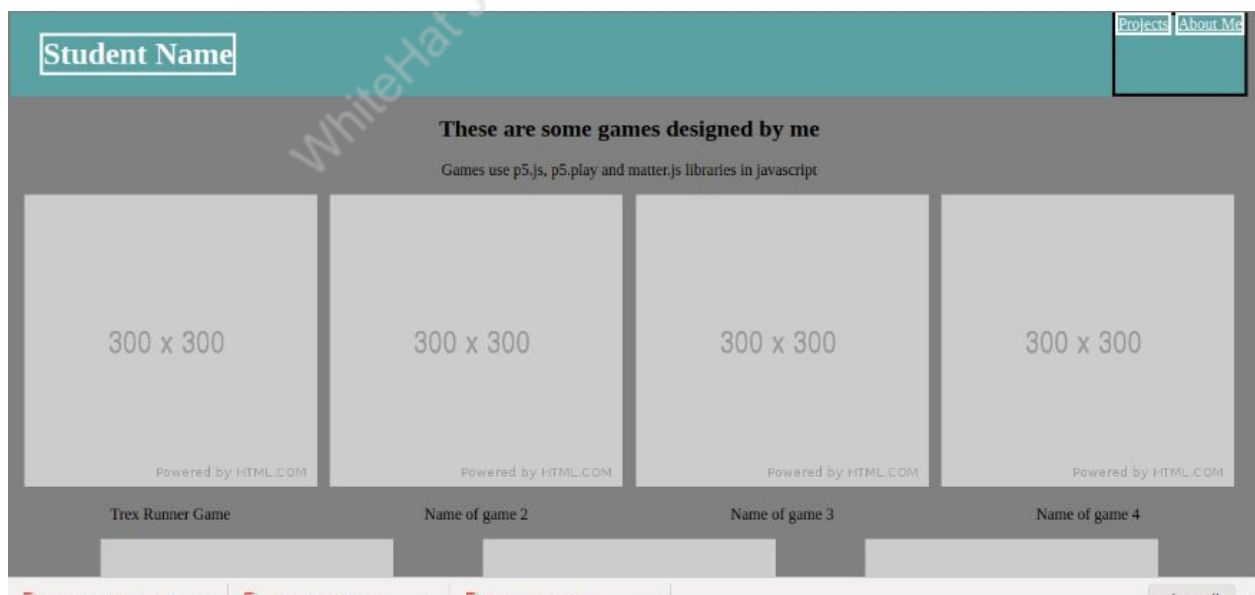 WhiteHat
Projects About Me
Student Name
These are some games designed by me
Games use p5.js, p5.play and matter.js libraries in javascript
300 x 300 300 x 300 300 x 300 300 x 300
Powered by HTML.COM Powered by HTML.COM Powered by HTML.COM Powered by HTML.COM
Trex Runner Game Name of game 2 Name of game 3 Name of game 4